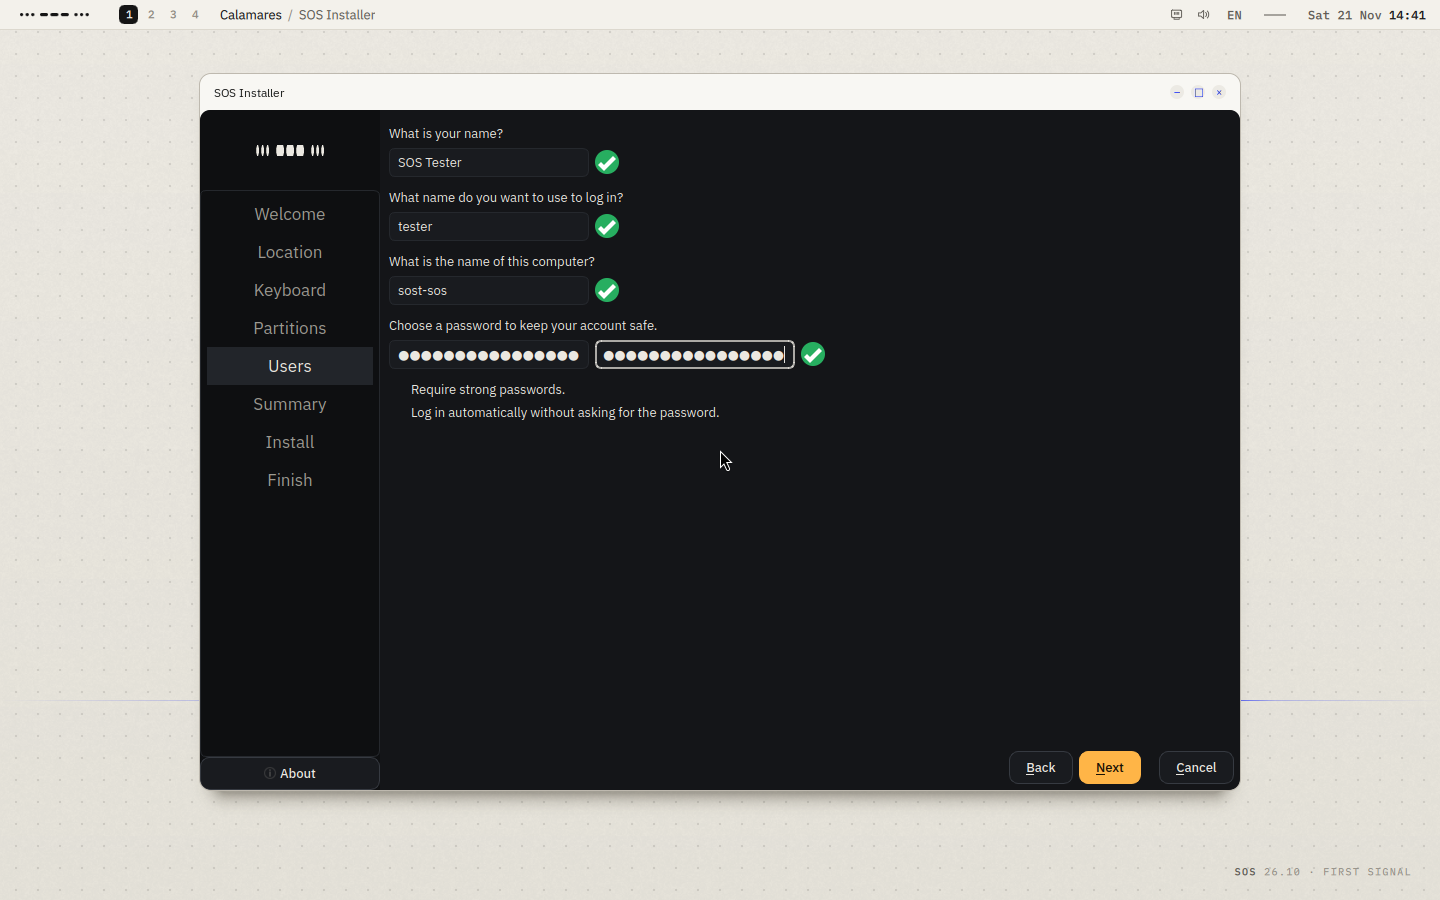 1 2 3 4 Calamares / SOS Installer EN Sat 21 Nov 14:41
SOS Installer
Welcome
Location
Keyboard
Partitions
Users
Summary
Install
Finish
About
What is your name?
SOS Tester
What name do you want to use to log in?
tester
What is the name of this computer?
sost-sos
Choose a password to keep your account safe.
●●●●●●●●●●●●●●●● ●●●●●●●●●●●●●●●●
Require strong passwords.
Log in automatically without asking for the password.
Back Next Cancel
SOS 26.10 · FIRST SIGNAL